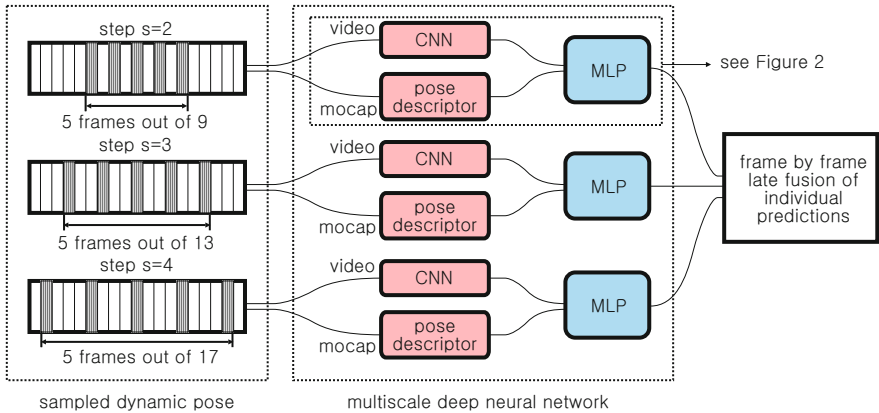 step s=2
5 frames out of 9
step s=3
5 frames out of 13
step s=4
5 frames out of 17
sampled dynamic pose
video
CNN
mocap
pose
descriptor
MLP
see Figure 2
video
CNN
mocap
pose
descriptor
MLP
video
CNN
mocap
pose
descriptor
MLP
multiscale deep neural network
frame by frame
late fusion of
individual
predictions